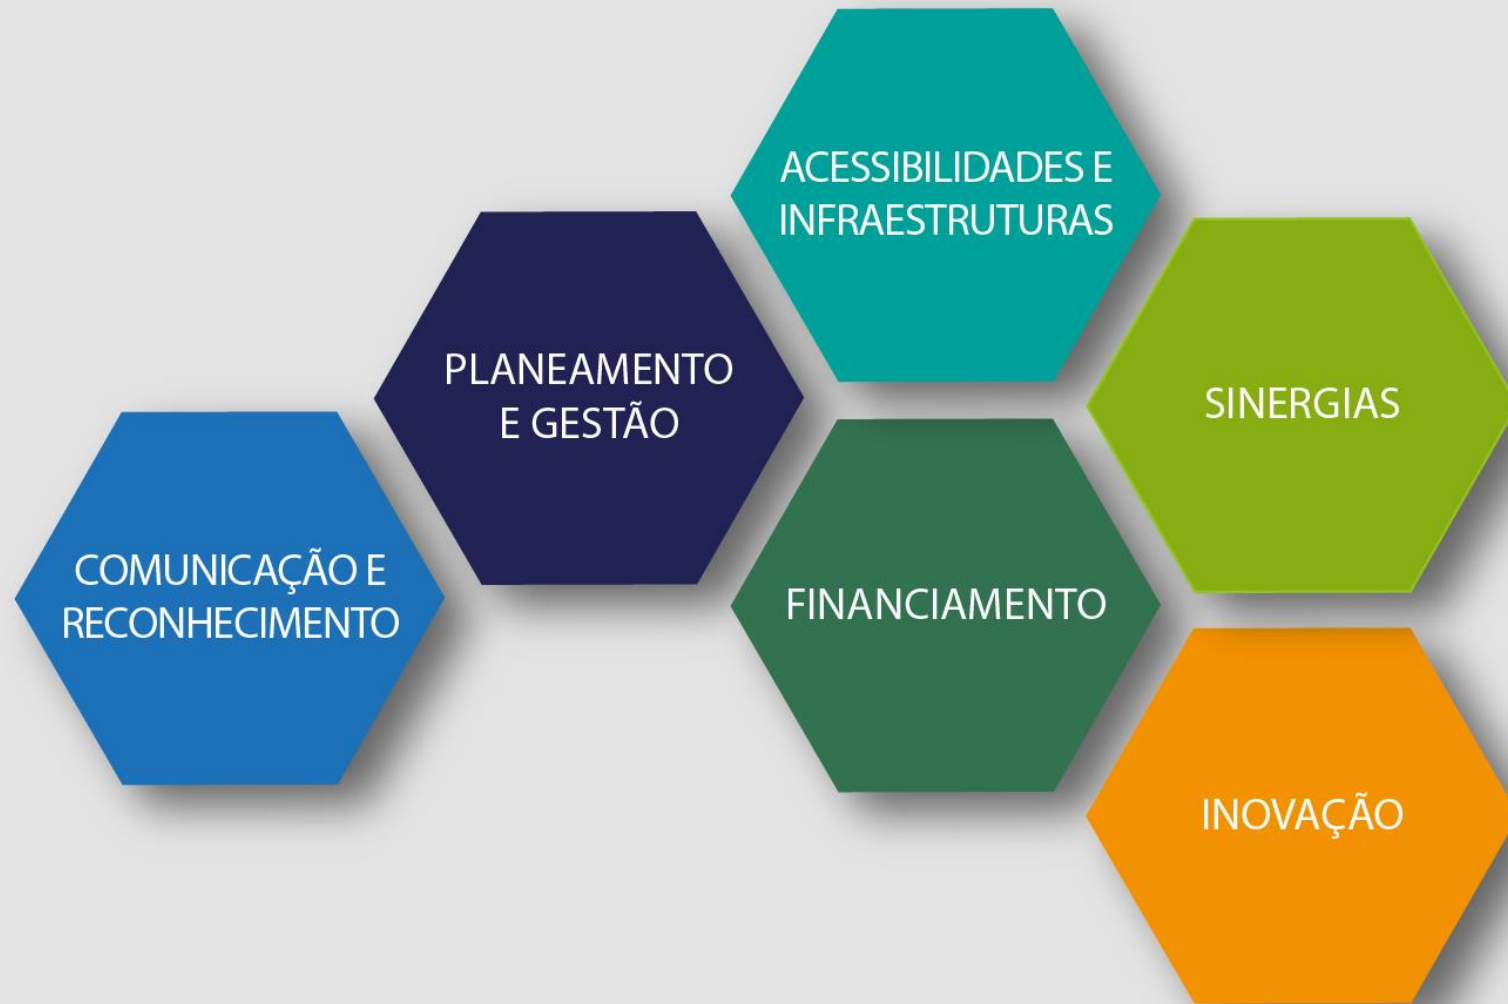 ACESSIBILIDADES E
INFRAESTRUTURAS
PLANEAMENTO
E GESTÃO
SINERGIAS
COMUNICAÇÃO E
RECONHECIMENTO
FINANCIAMENTO
INOVAÇÃO